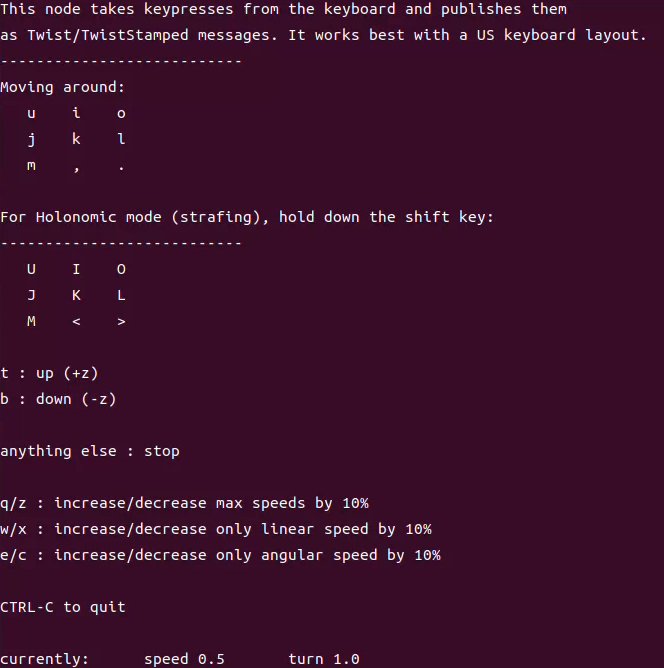 This node takes keypresses from the keyboard and publishes them
as Twist/TwistStamped messages. It works best with a US keyboard layout.
---------------------------
Moving around:
   u    i    o
   j    k    l
   m    ,    .

For Holonomic mode (strafing), hold down the shift key:
---------------------------
   U    I    O
   J    K    L
   M    <    >

t : up (+z)
b : down (-z)

anything else : stop

q/z : increase/decrease max speeds by 10%
w/x : increase/decrease only linear speed by 10%
e/c : increase/decrease only angular speed by 10%

CTRL-C to quit

currently:      speed 0.5       turn 1.0